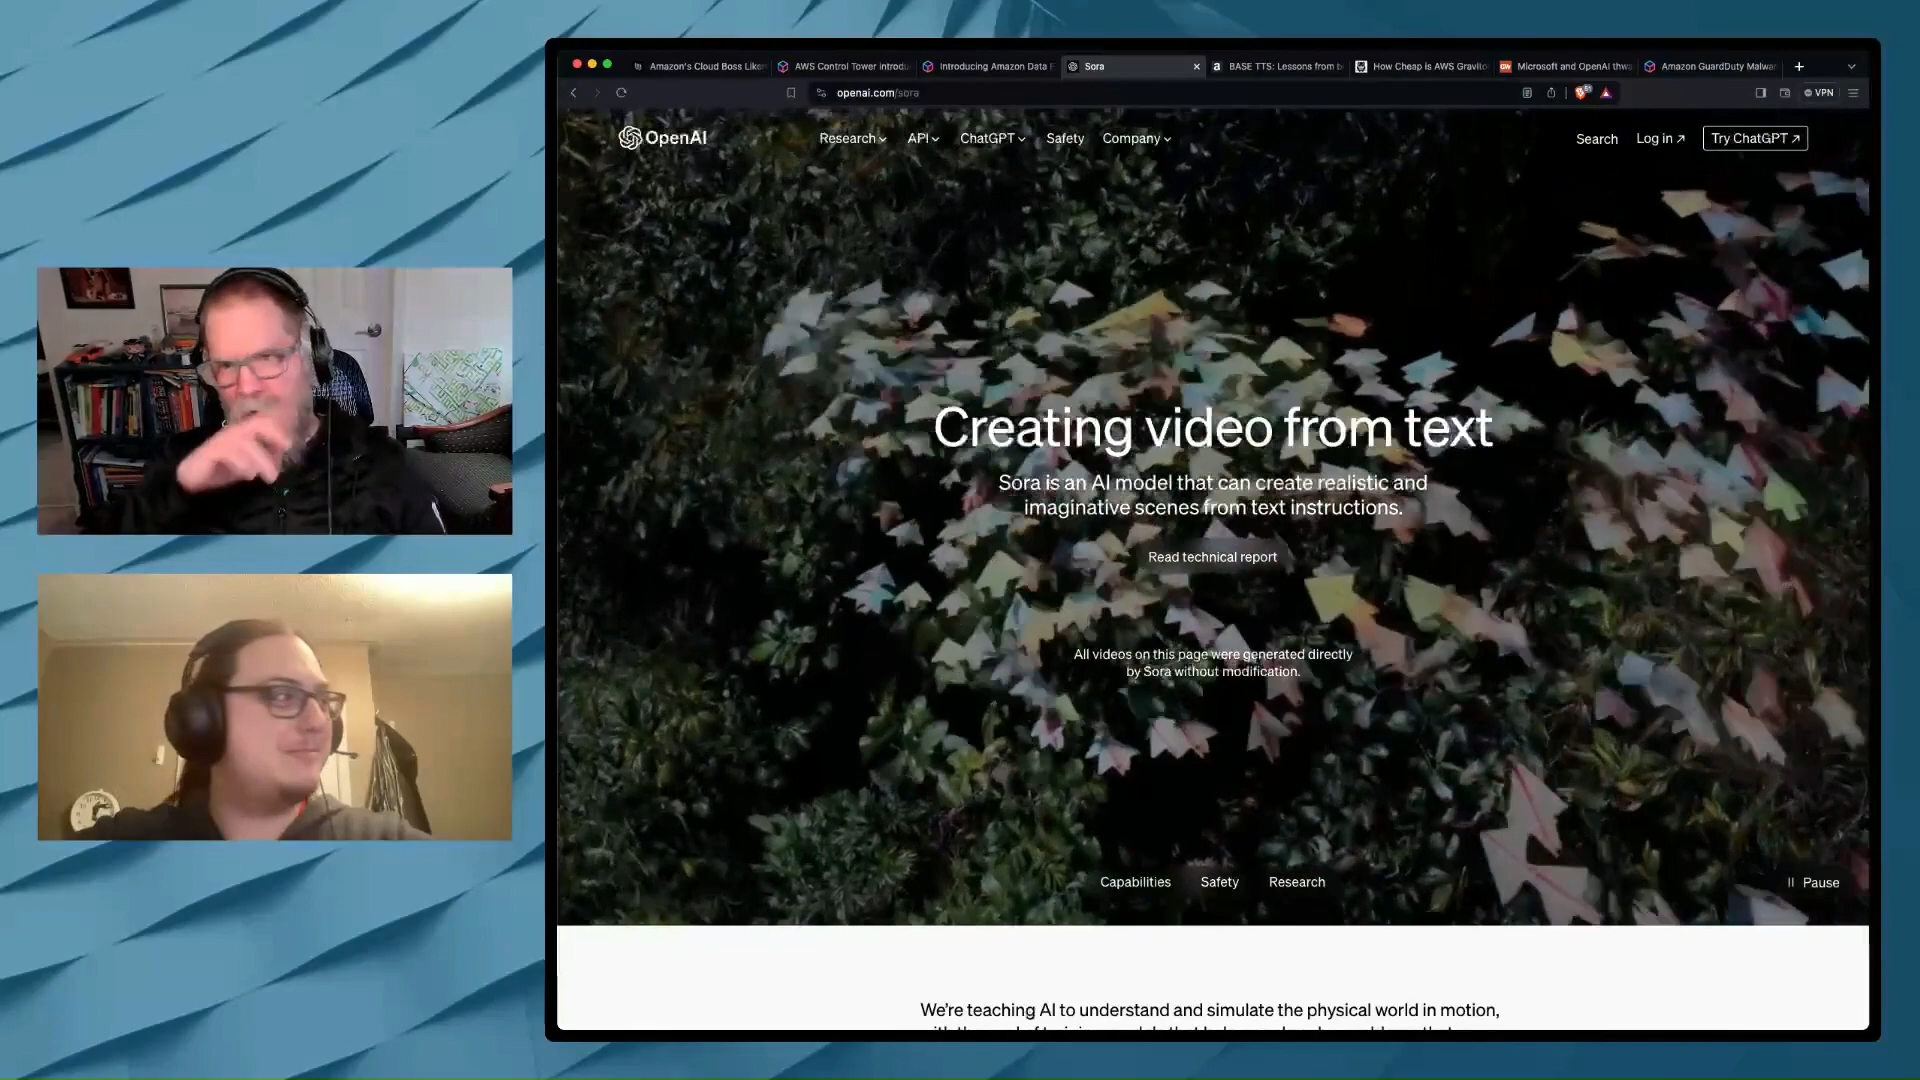 Amazon's Cloud Boss Like
AWS Control Tower introdu
Introducing Amazon Data F
Sora
BASE TTS: Lessons from b
How Cheap is AWS Gravito
Microsoft and OpenAI thw
Amazon GuardDuty Malwar
openai.com/sora
VPN
OpenAI
Research
API
ChatGPT
Safety
Company
Search
Log in ↗
Try ChatGPT ↗
Creating video from text
Sora is an AI model that can create realistic and
imaginative scenes from text instructions.
Read technical report
All videos on this page were generated directly
by Sora without modification.
Capabilities
Safety
Research
Pause
We're teaching AI to understand and simulate the physical world in motion,